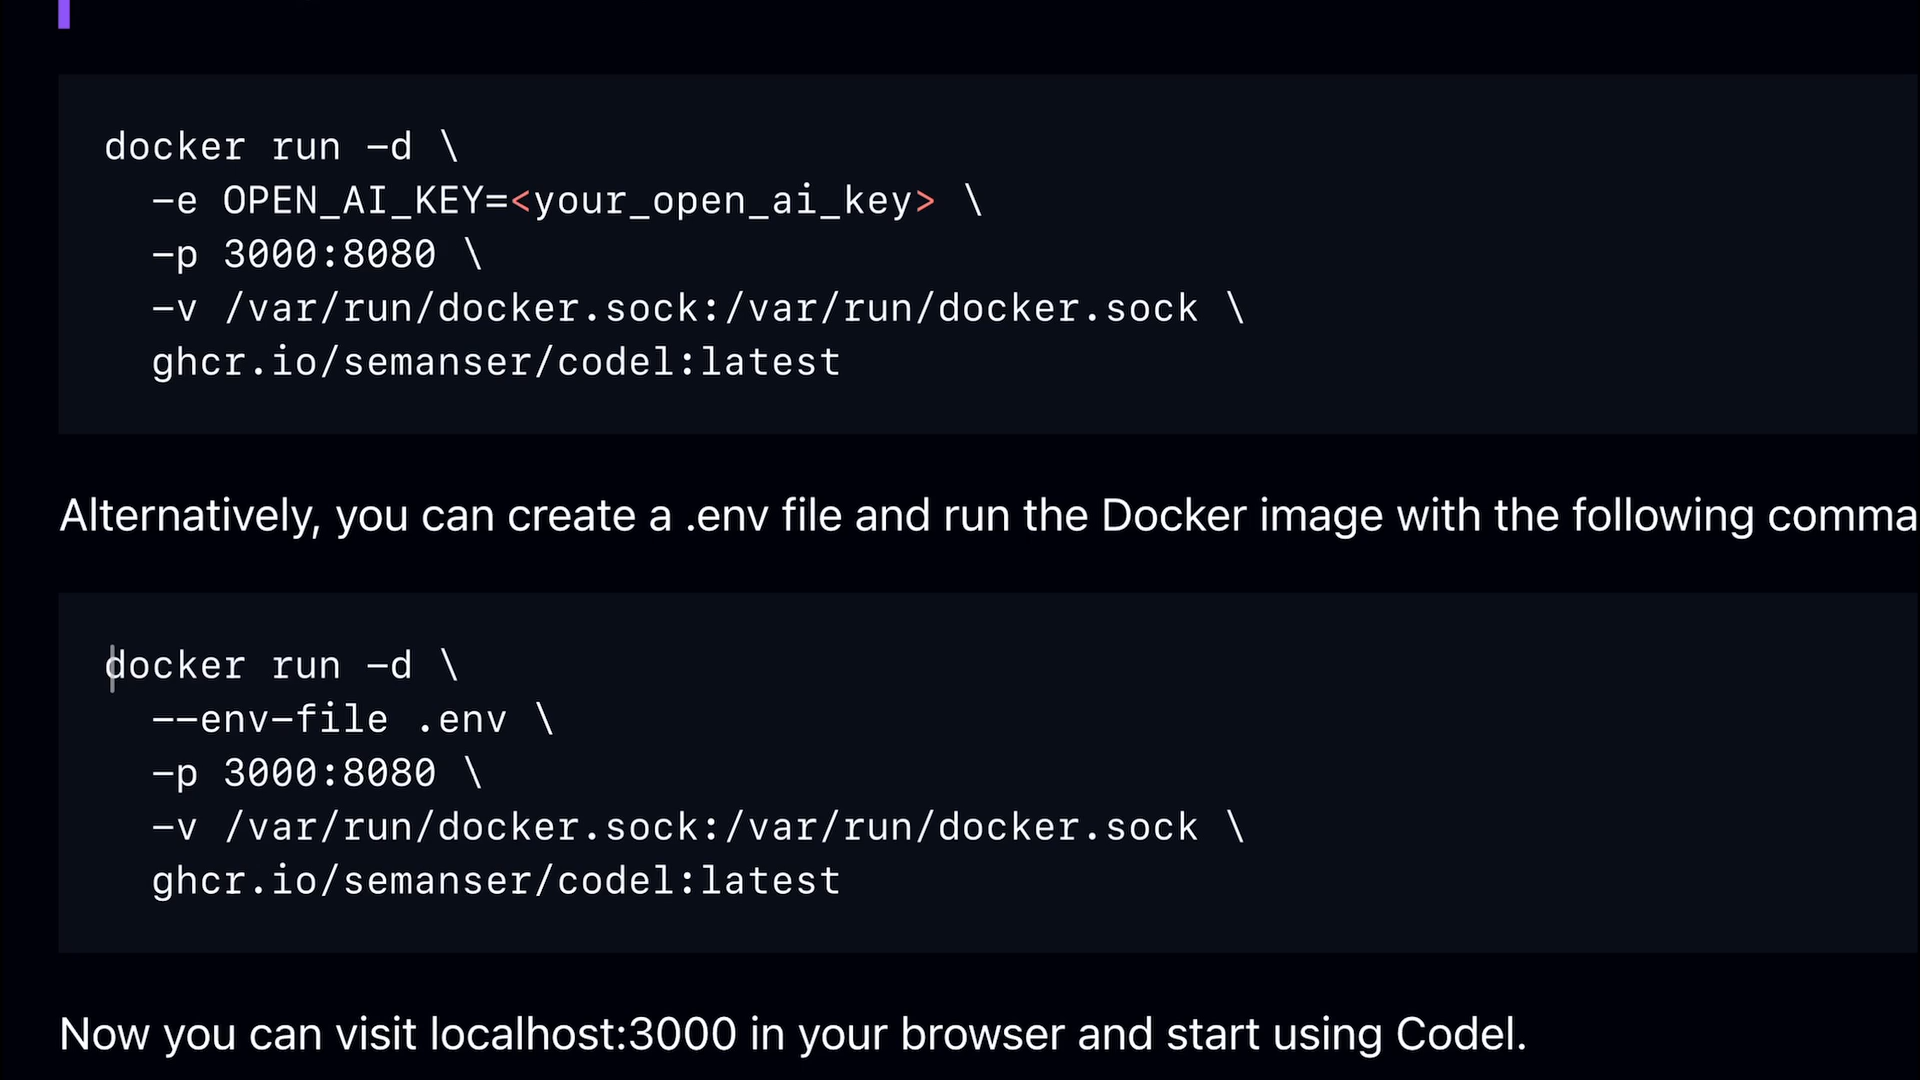 docker run -d \
-e OPEN_AI_KEY=<your_open_ai_key> \
-p 3000:8080 \
-v /var/run/docker.sock:/var/run/docker.sock \
ghcr.io/semanser/codel:latest
Alternatively, you can create a .env file and run the Docker image with the following comma
docker run -d \
--env-file .env \
-p 3000:8080 \
-v /var/run/docker.sock:/var/run/docker.sock \
ghcr.io/semanser/codel:latest
Now you can visit localhost:3000 in your browser and start using Codel.